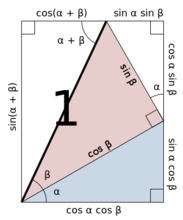 cos(α + β)
sin α sin β
α + β
sin β
α
cos α sin β
sin(α + β)
1
cos β
sin α cos β
β
α
cos α cos β